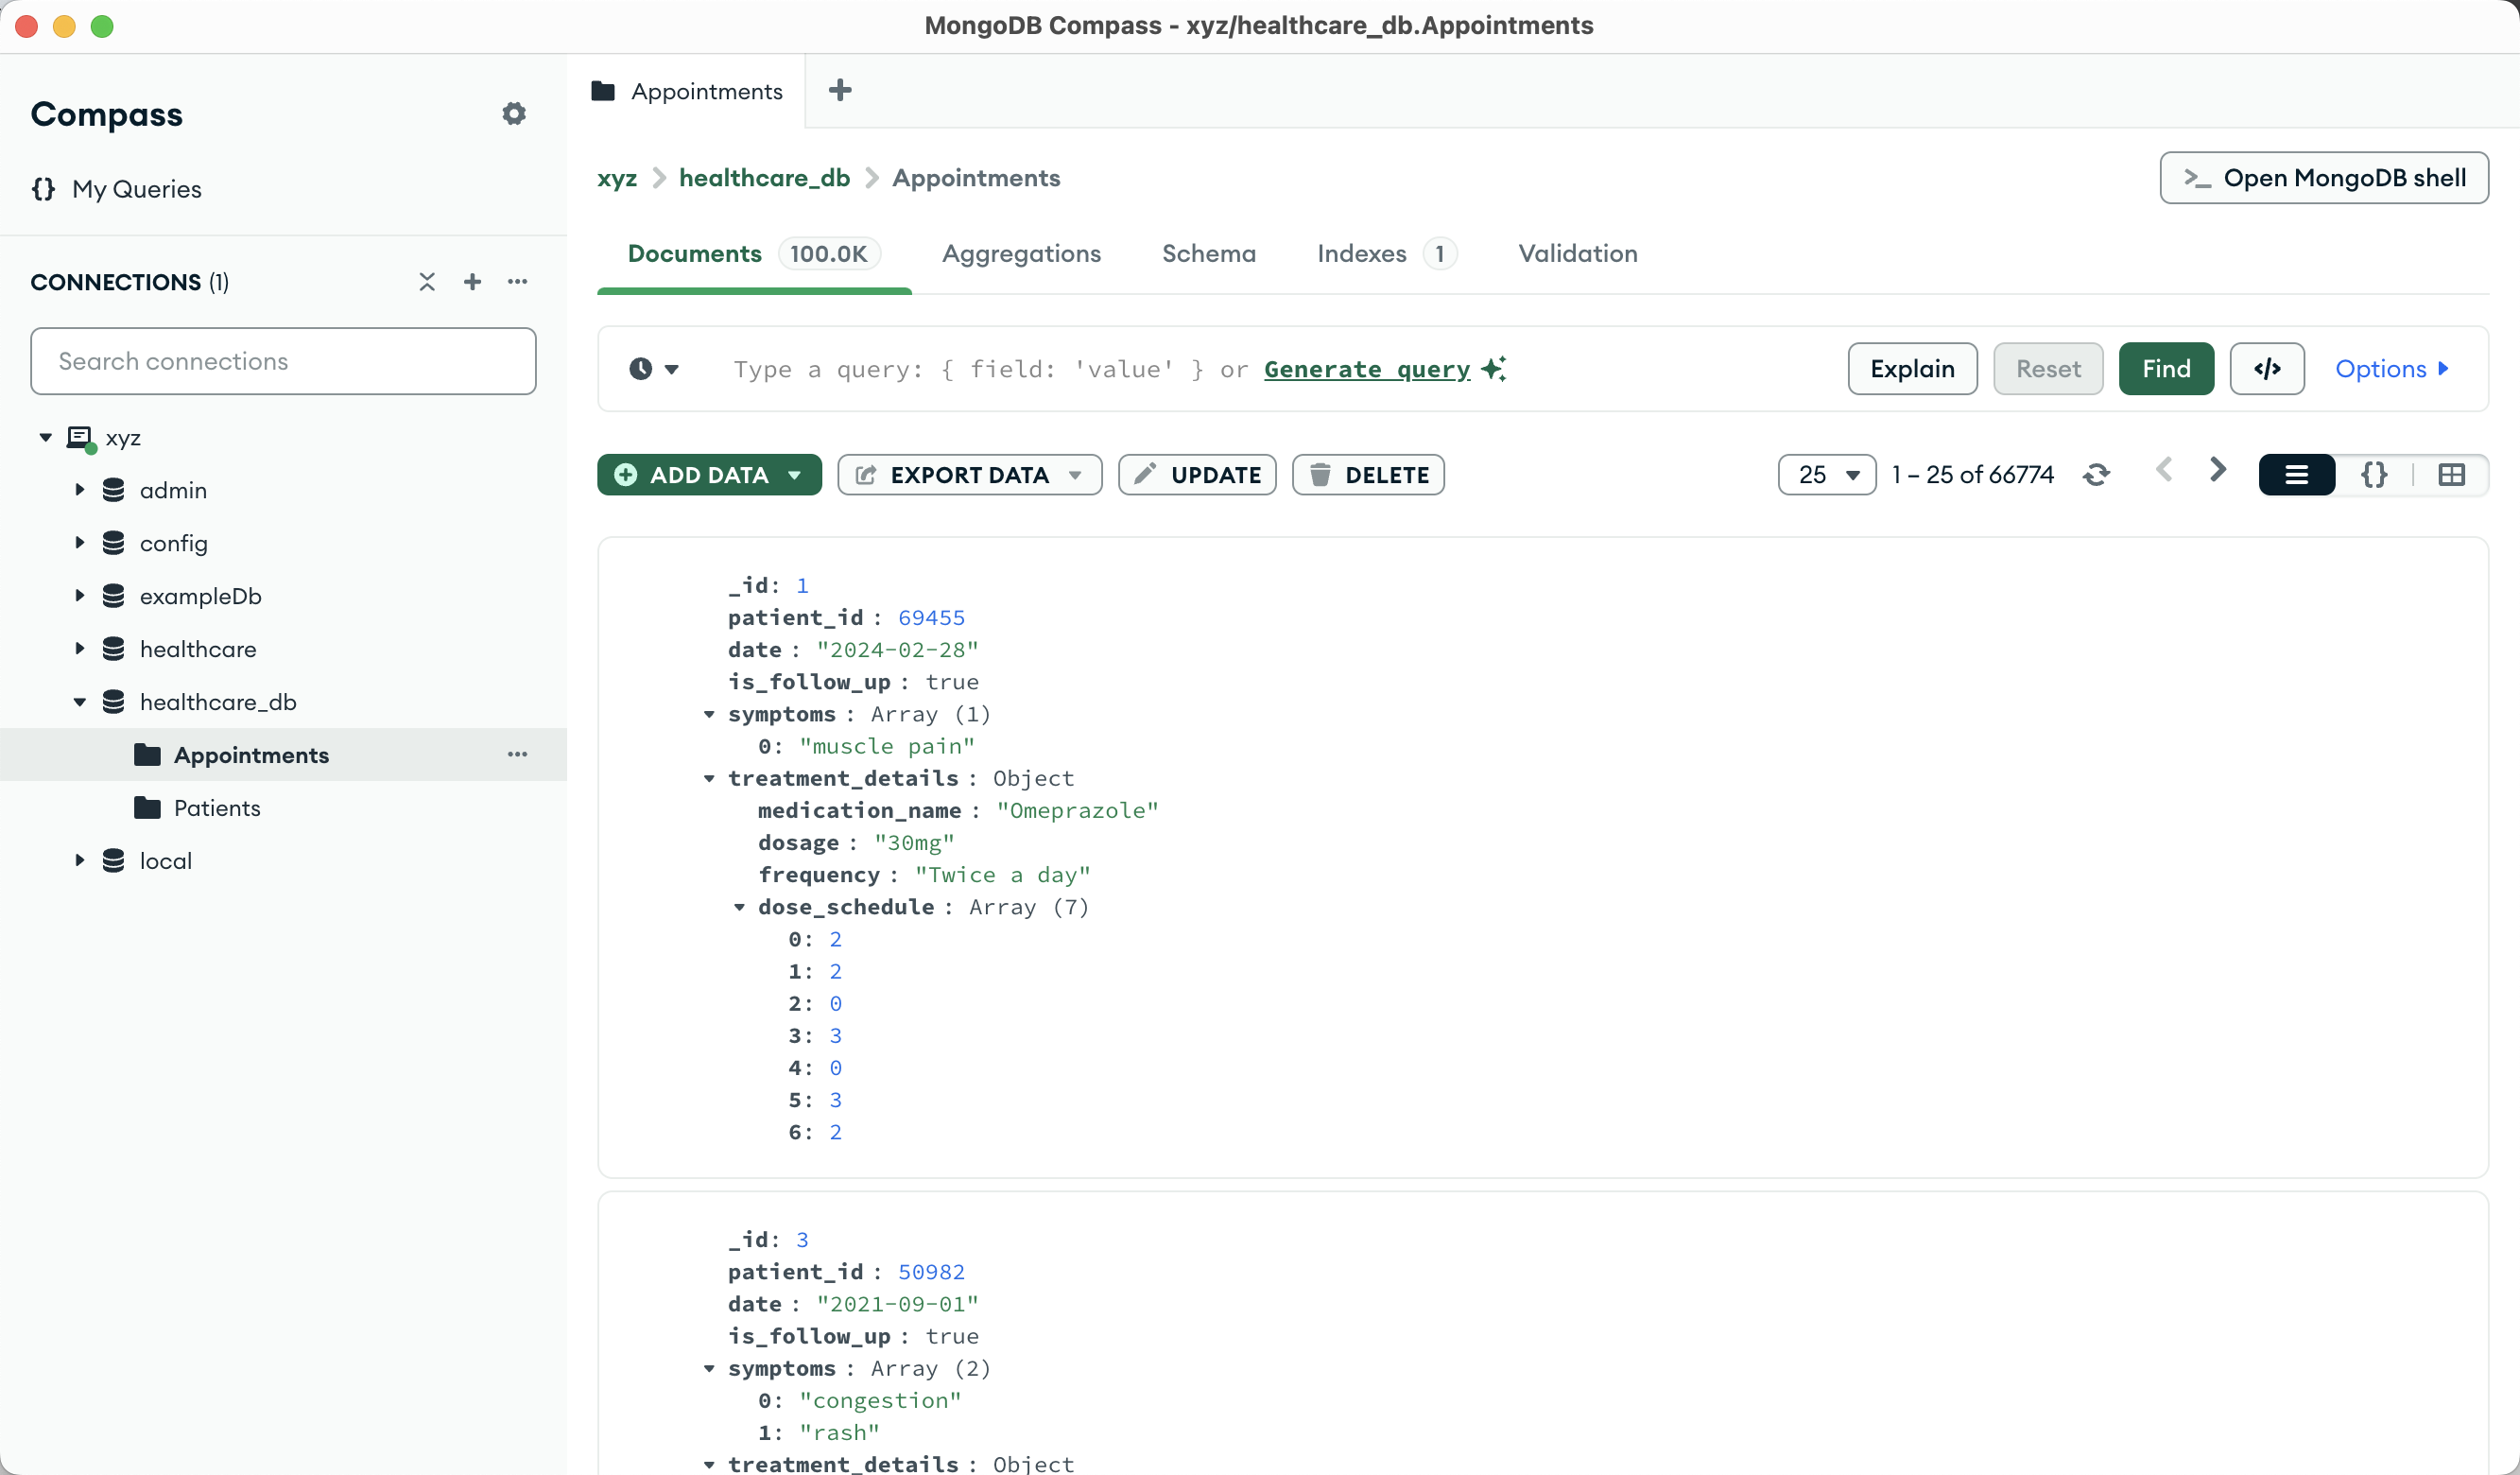 MongoDB Compass - xyz/healthcare_db.Appointments
Compass
{} My Queries
CONNECTIONS (1)
Search connections
xyz
admin
config
exampleDb
healthcare
healthcare_db
Appointments
Patients
local
Appointments
xyz > healthcare_db > Appointments
>_ Open MongoDB shell
Documents 100.0K Aggregations Schema Indexes 1 Validation
Type a query: { field: 'value' } or Generate query
Explain Reset Find </> Options
ADD DATA EXPORT DATA UPDATE DELETE 25 1 – 25 of 66774 {}
_id: 1
patient_id : 69455
date : "2024-02-28"
is_follow_up : true
symptoms : Array (1)
0: "muscle pain"
treatment_details : Object
medication_name : "Omeprazole"
dosage : "30mg"
frequency : "Twice a day"
dose_schedule : Array (7)
0: 2
1: 2
2: 0
3: 3
4: 0
5: 3
6: 2
_id: 3
patient_id : 50982
date : "2021-09-01"
is_follow_up : true
symptoms : Array (2)
0: "congestion"
1: "rash"
treatment_details : Object